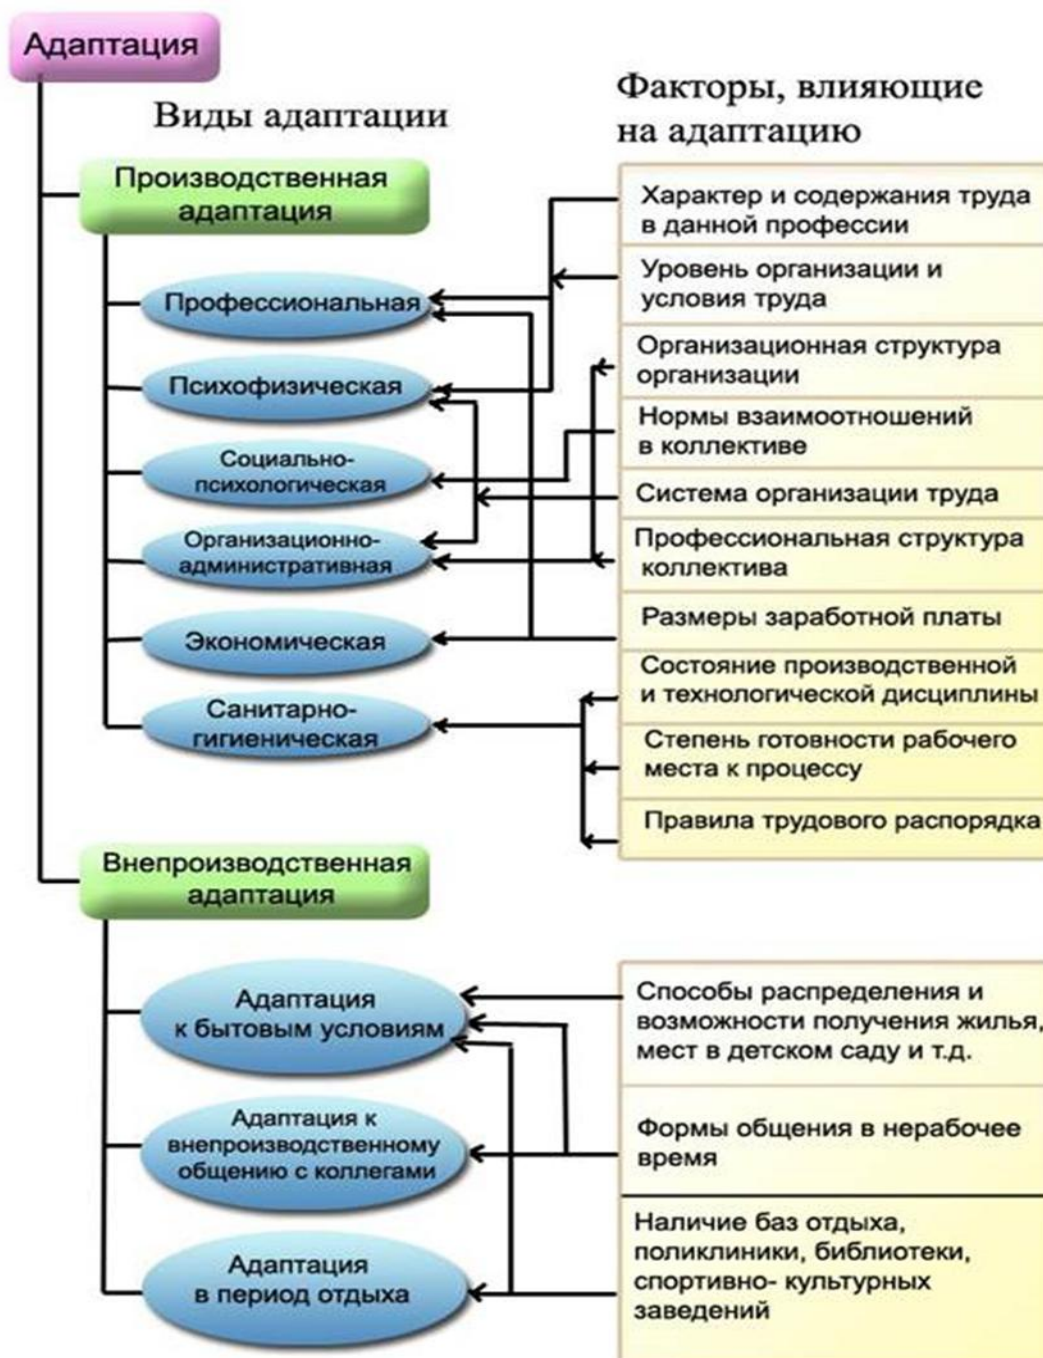 Адаптация
Виды адаптации
Факторы, влияющие
на адаптацию
Производственная
адаптация
Профессиональная
Психофизическая
Социально-
психологическая
Организационно-
административная
Экономическая
Санитарно-
гигиеническая
Характер и содержания труда
в данной профессии
Уровень организации и
условия труда
Организационная структура
организации
Нормы взаимоотношений
в коллективе
Система организации труда
Профессиональная структура
коллектива
Размеры заработной платы
Состояние производственной
и технологической дисциплины
Степень готовности рабочего
места к процессу
Правила трудового распорядка
Внепроизводственная
адаптация
Адаптация
к бытовым условиям
Адаптация к
внепроизводственному
общению с коллегами
Адаптация
в период отдыха
Способы распределения и
возможности получения жилья,
мест в детском саду и т.д.
Формы общения в нерабочее
время
Наличие баз отдыха,
поликлиники, библиотеки,
спортивно- культурных
заведений